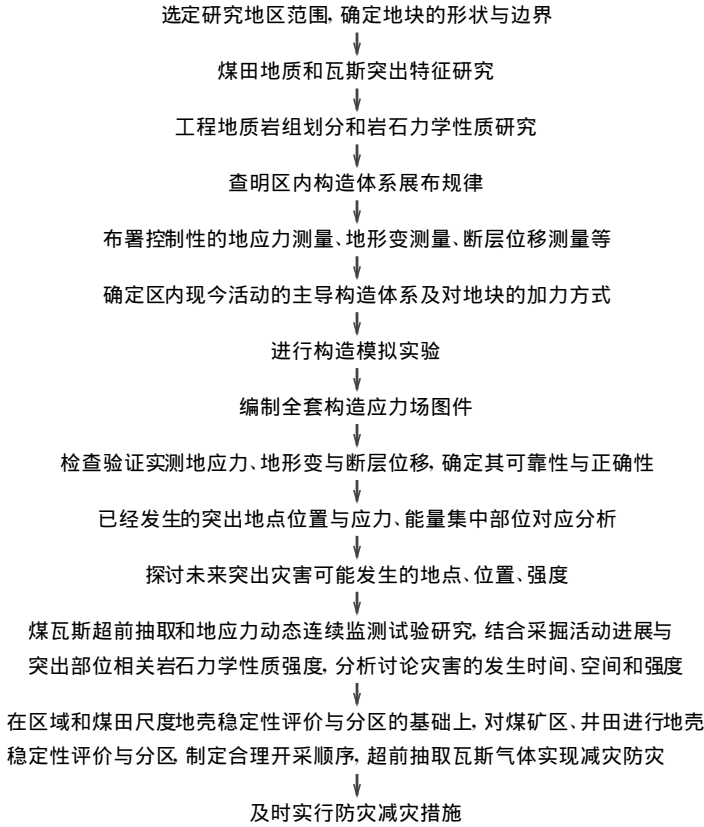 选定研究地区范围, 确定地块的形状与边界
煤田地质和瓦斯突出特征研究
工程地质岩组划分和岩石力学性质研究
查明区内构造体系展布规律
布署控制性的地应力测量、地形变测量、断层位移测量等
确定区内现今活动的主导构造体系及对地块的加力方式
进行构造模拟实验
编制全套构造应力场图件
检查验证实测地应力、地形变与断层位移, 确定其可靠性与正确性
已经发生的突出地点位置与应力、能量集中部位对应分析
探讨未来突出灾害可能发生的地点、位置、强度
煤瓦斯超前抽取和地应力动态连续监测试验研究, 结合采掘活动进展与
突出部位相关岩石力学性质强度, 分析讨论灾害的发生时间、空间和强度
在区域和煤田尺度地壳稳定性评价与分区的基础上, 对煤矿区、井田进行地壳
稳定性评价与分区, 制定合理开采顺序, 超前抽取瓦斯气体实现减灾防灾
及时实行防灾减灾措施